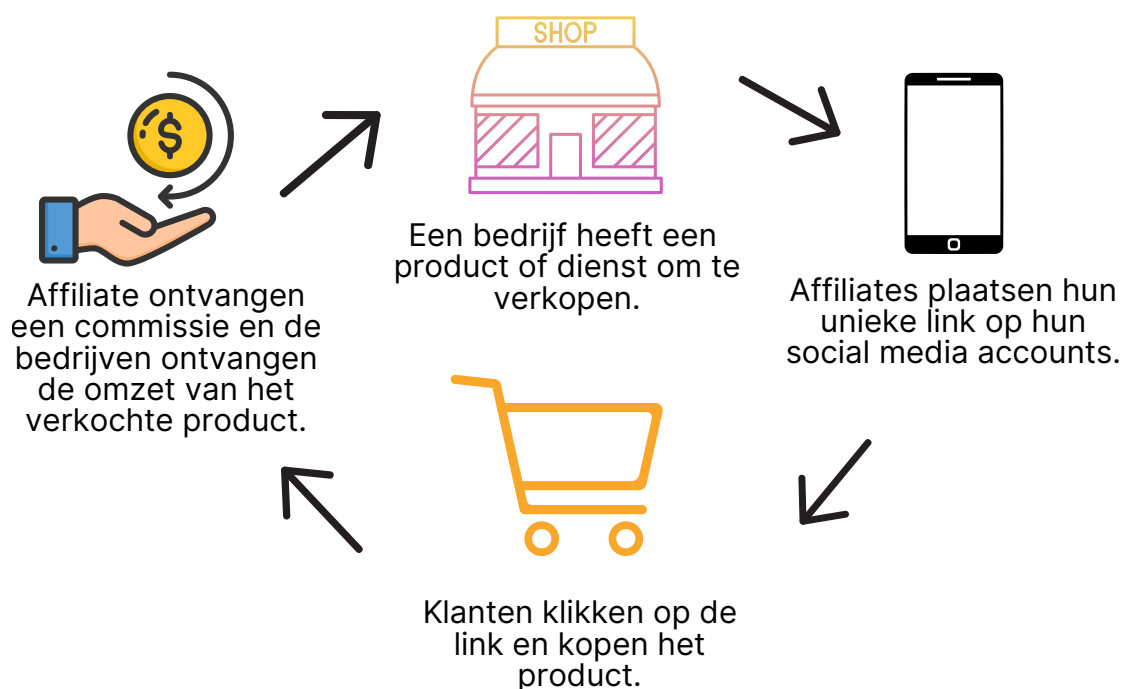 SHOP
Een bedrijf heeft een
product of dienst om te
verkopen.
Affiliates plaatsen hun
unieke link op hun
social media accounts.
Klanten klikken op de
link en kopen het
product.
Affiliate ontvangen
een commissie en de
bedrijven ontvangen
de omzet van het
verkochte product.
$